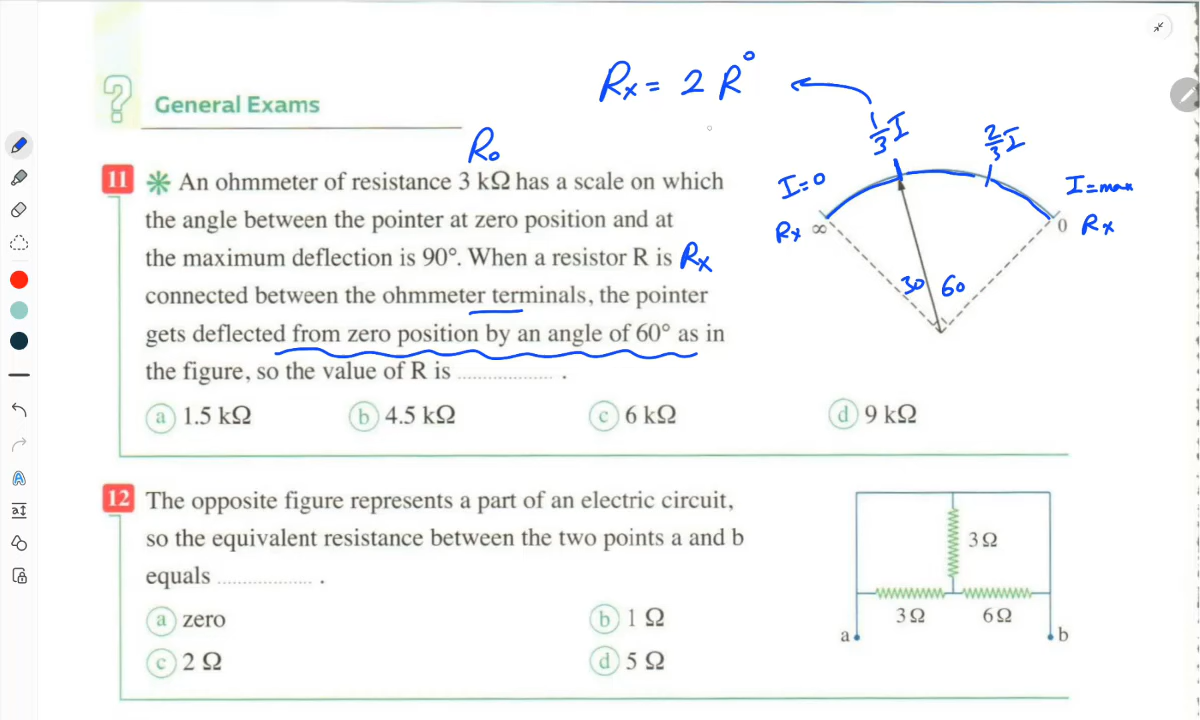 Rx = 2 R°
General Exams
1/3 I
2/3 I
R₀
11 * An ohmmeter of resistance 3 kΩ has a scale on which
the angle between the pointer at zero position and at
the maximum deflection is 90°. When a resistor R is Rx
connected between the ohmmeter terminals, the pointer
gets deflected from zero position by an angle of 60° as in
the figure, so the value of R is .................. .
a 1.5 kΩ b 4.5 kΩ c 6 kΩ d 9 kΩ
I=0
I=max
Rx ∞
0 Rx
30 60
12 The opposite figure represents a part of an electric circuit,
so the equivalent resistance between the two points a and b
equals .................. .
a zero b 1 Ω
c 2 Ω d 5 Ω
3Ω
3Ω 6Ω
a b